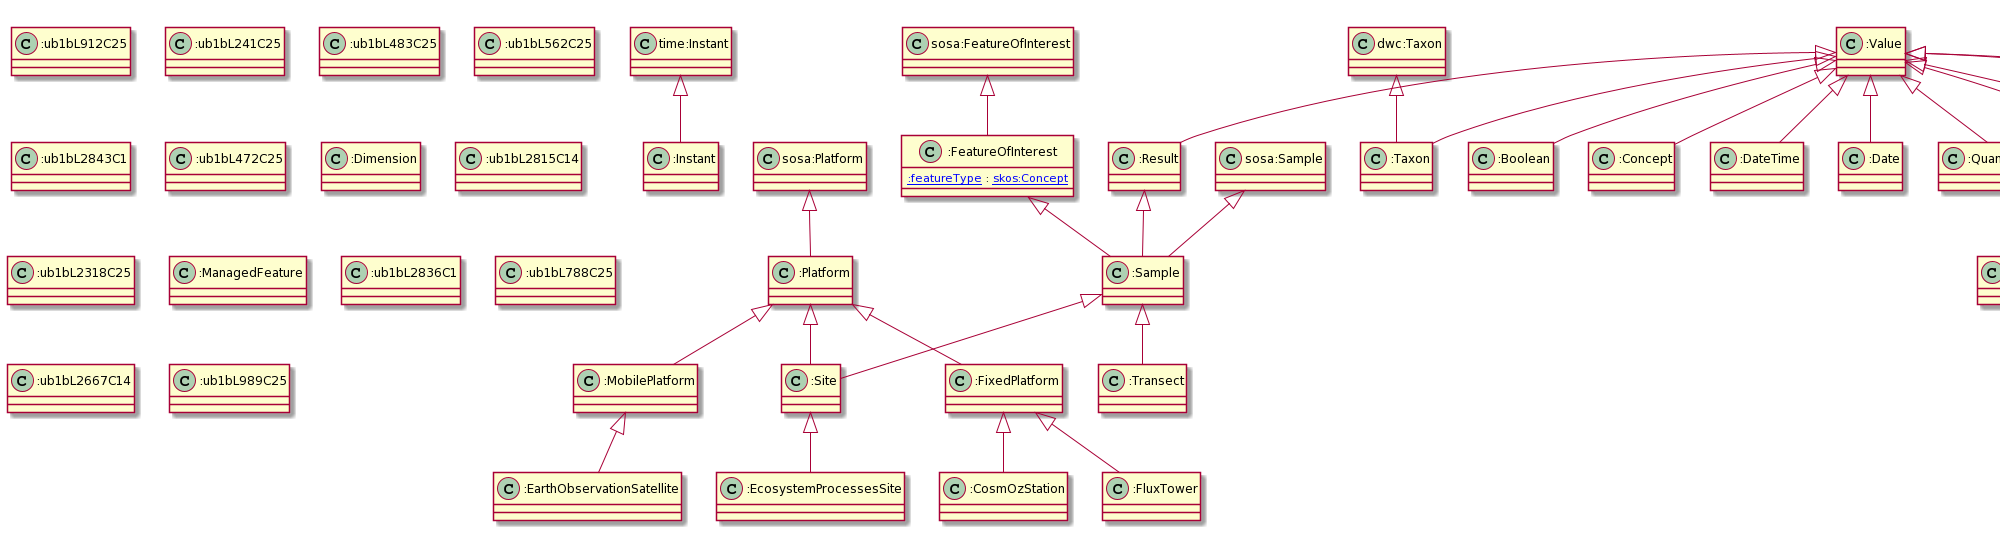 C :ub1bL912C25
C :ub1bL241C25
C :ub1bL483C25
C :ub1bL562C25
C time:Instant
C sosa:FeatureOfInterest
C dwc:Taxon
C :Value
C :ub1bL2843C1
C :ub1bL472C25
C :Dimension
C :ub1bL2815C14
C :Instant
C sosa:Platform
C :FeatureOfInterest
:featureType : skos:Concept
C :Result
C sosa:Sample
C :Taxon
C :Boolean
C :Concept
C :DateTime
C :Date
C :Quan
C :ub1bL2318C25
C :ManagedFeature
C :ub1bL2836C1
C :ub1bL788C25
C :Platform
C :Sample
C
C :ub1bL2667C14
C :ub1bL989C25
C :MobilePlatform
C :Site
C :FixedPlatform
C :Transect
C :EarthObservationSatellite
C :EcosystemProcessesSite
C :CosmOzStation
C :FluxTower